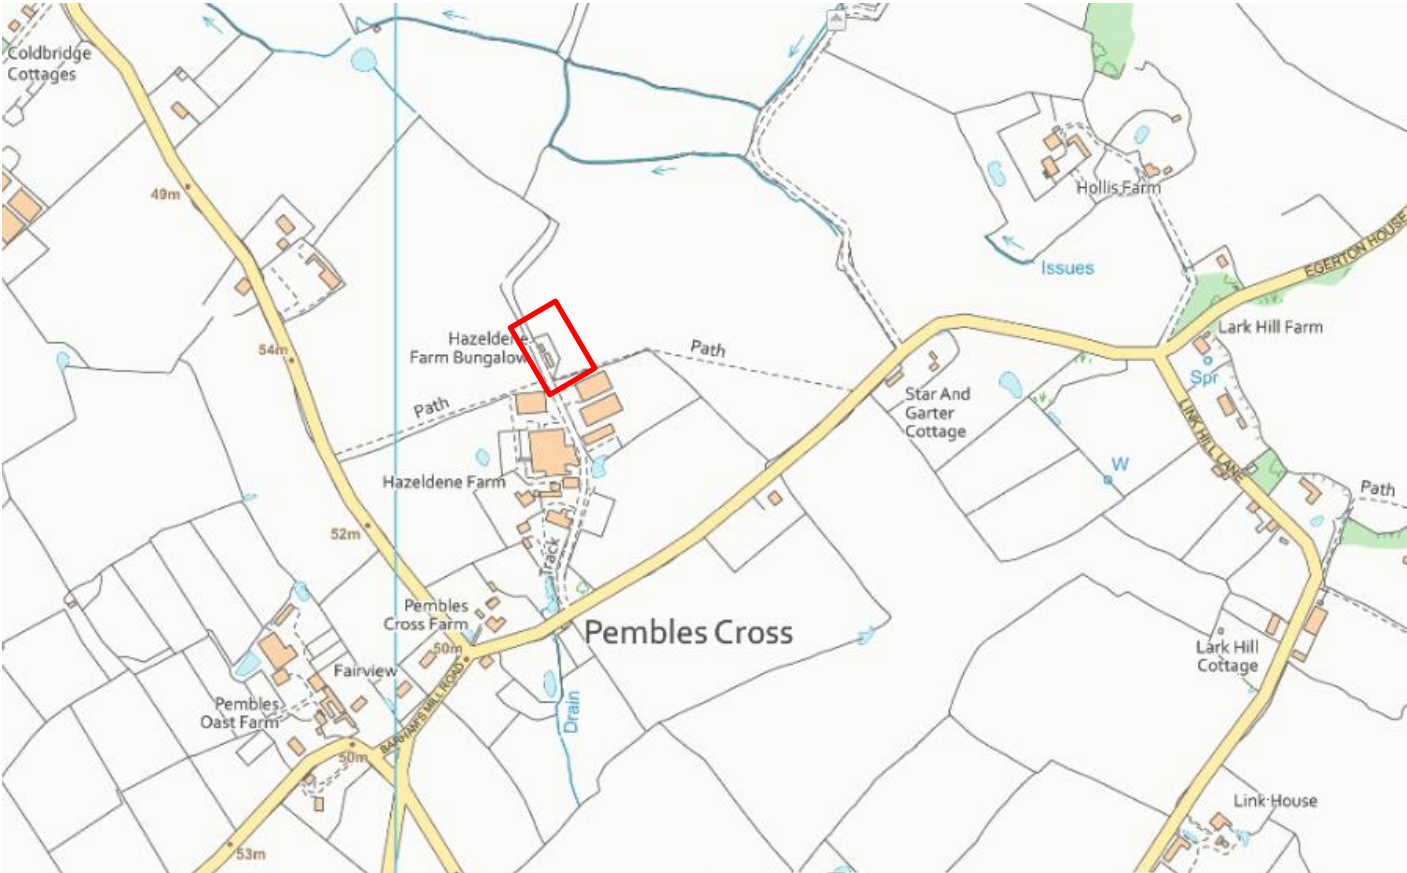 Coldbridge
Cottages
49m
Hollis Farm
Issues
EGERTON HOUSE
Lark Hill Farm
Hazeldene
Farm Bungalow
54m
Path
Path
Spr
Star And
Garter
Cottage
LINK HILL LANE
W
Path
Hazeldene Farm
52m
Track
Pembles
Cross Farm
Pembles Cross
50m
Fairview
BARHAM'S MILL ROAD
Lark Hill
Cottage
Pembles
Oast Farm
Drain
50m
Link House
53m